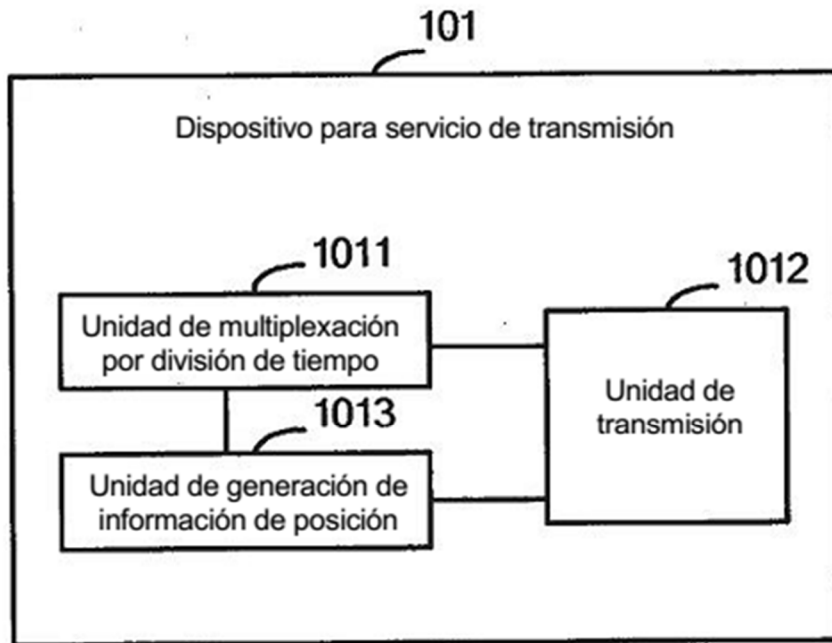 101
Dispositivo para servicio de transmisión
1011
Unidad de multiplexación
por división de tiempo
1012
Unidad de
transmisión
1013
Unidad de generación de
información de posición